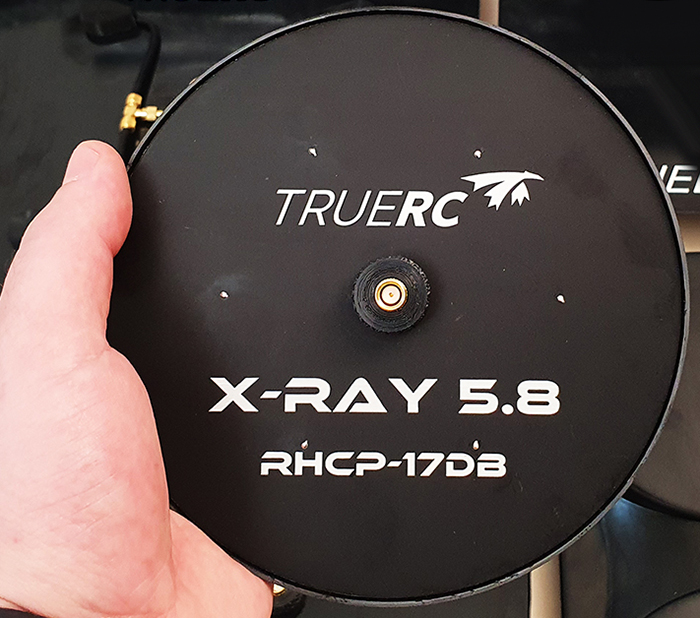 TRUERC
X-RAY 5.8
RHCP-17DB